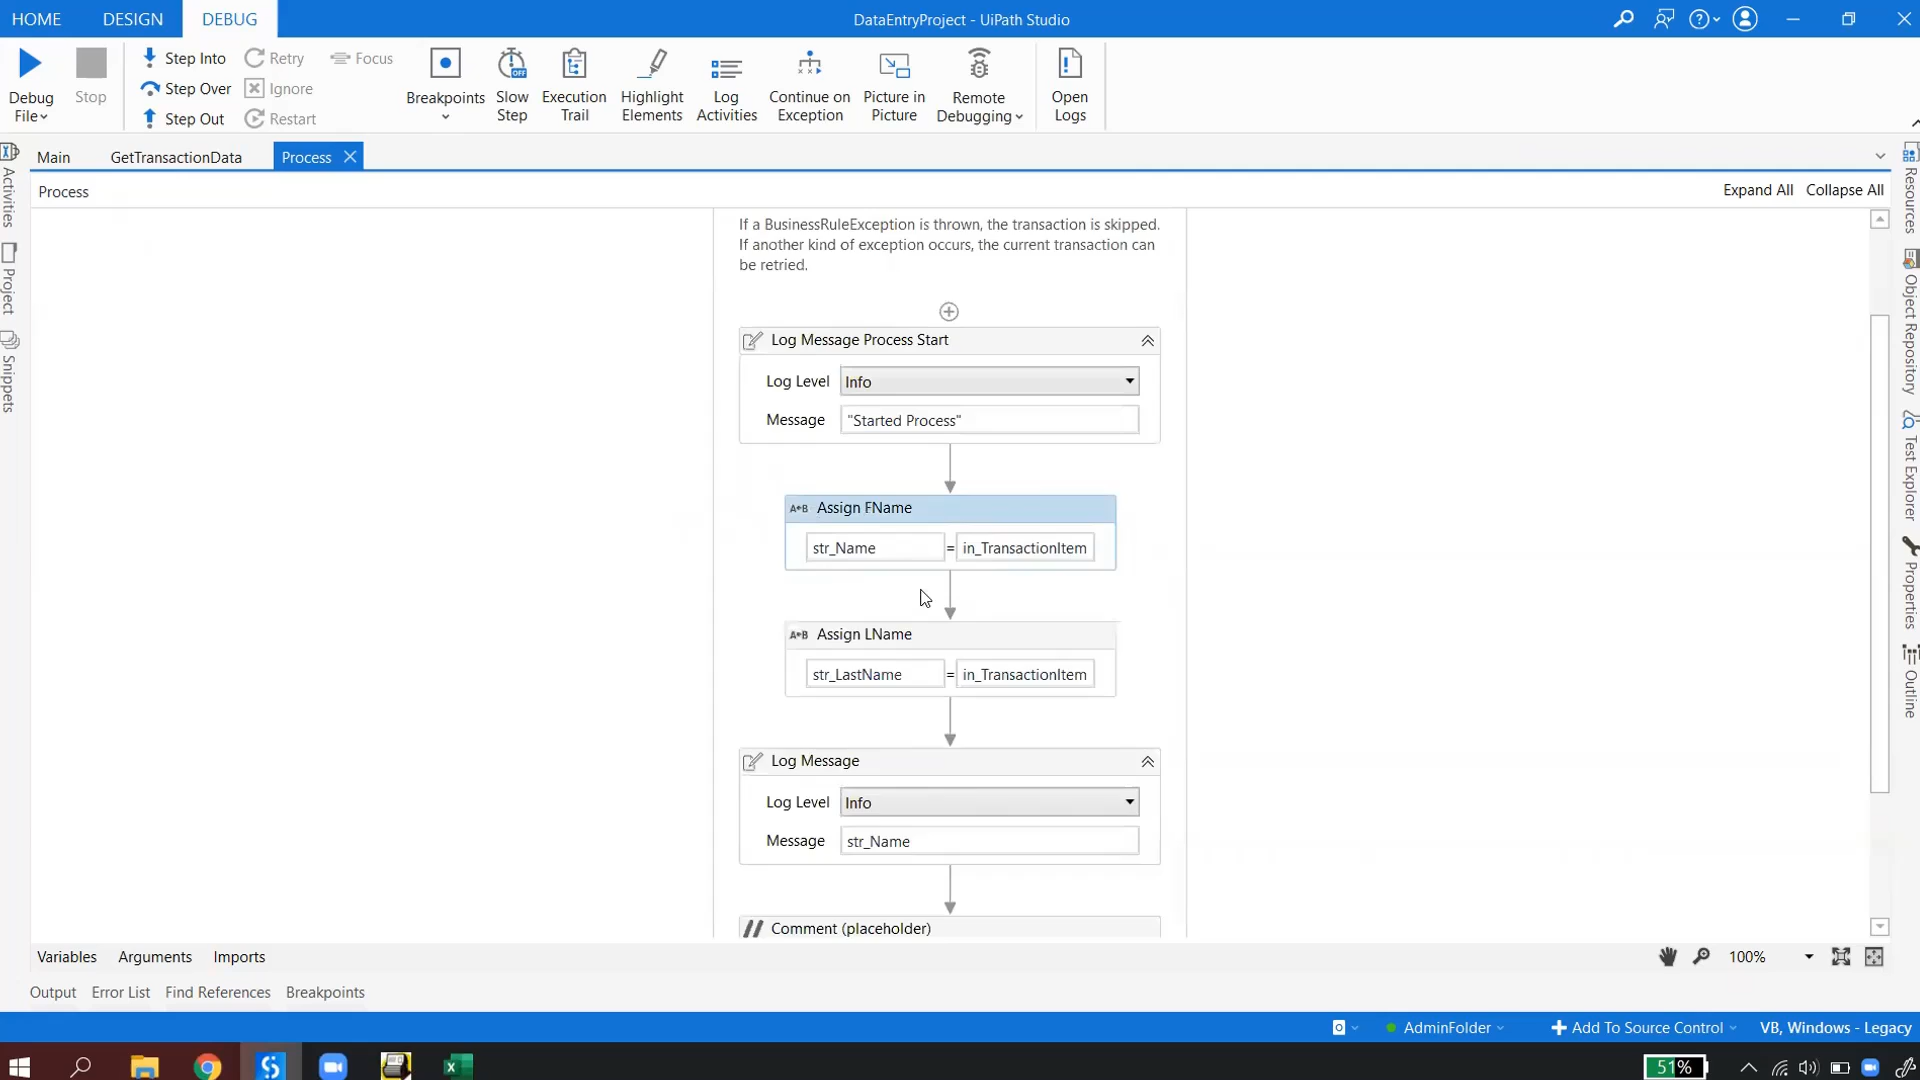 HOME DESIGN DEBUG DataEntryProject - UiPath Studio
Debug File Stop
Step Into Retry Focus
Step Over Ignore
Step Out Restart
Breakpoints
Slow Step
OFF
Execution Trail
Highlight Elements
Log Activities
Continue on Exception
Picture in Picture
Remote Debugging
Open Logs
Main GetTransactionData Process
Process Expand All Collapse All
Activities
Project
Snippets
If a BusinessRuleException is thrown, the transaction is skipped.
If another kind of exception occurs, the current transaction can
be retried.
Log Message Process Start
Log Level Info
Message "Started Process"
A+B Assign FName
str_Name = in_TransactionItem
A+B Assign LName
str_LastName = in_TransactionItem
Log Message
Log Level Info
Message str_Name
// Comment (placeholder)
Resources
Object Repository
Test Explorer
Properties
Outline
Variables Arguments Imports 100%
Output Error List Find References Breakpoints
AdminFolder Add To Source Control VB, Windows - Legacy
51%